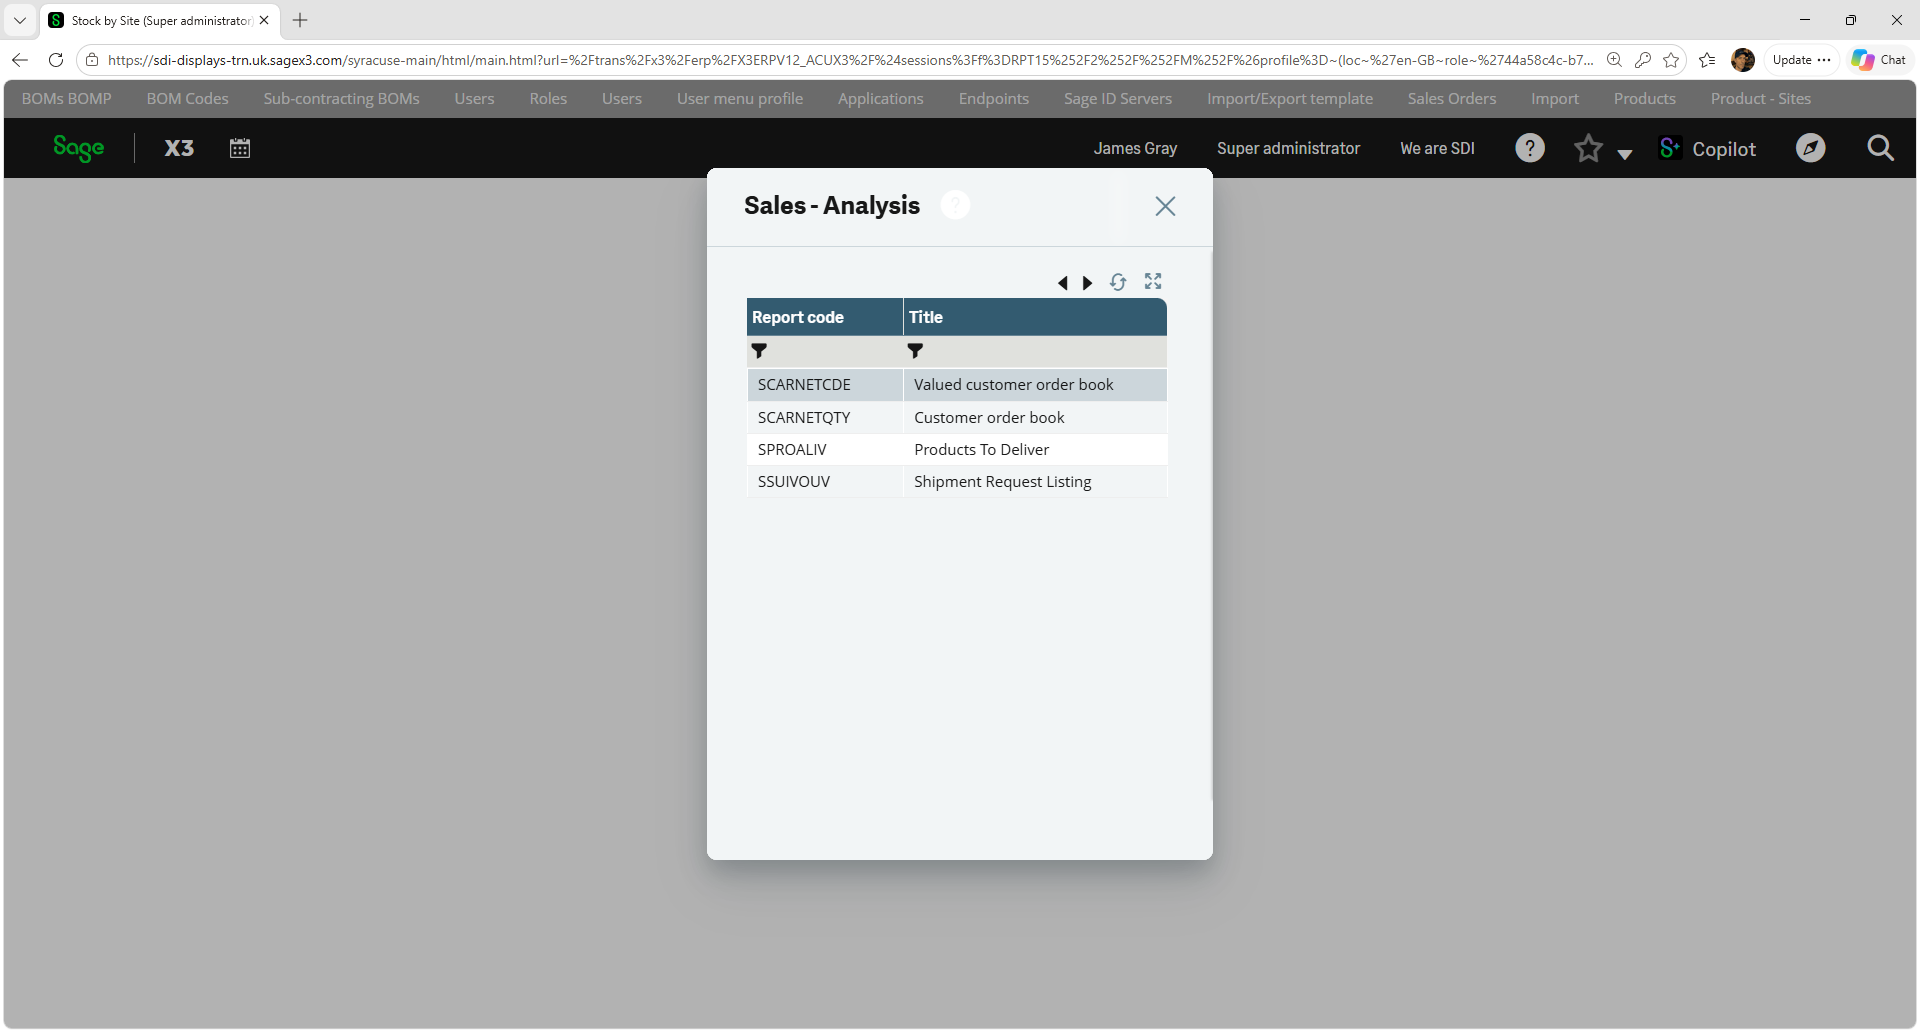 Stock by Site (Super administrator)
https://sdi-displays-trn.uk.sagex3.com/syracuse-main/html/main.html?url=%2Ftrans%2Fx3%2Ferp%2FX3ERPV12_ACUX3%2F%24sessions%3Ff%3DRPT15%252F2%252F%252FM%252F%26profile%3D~(loc~%27en-GB~role~%2744a58c4c-b7... Update Chat
BOMs BOMP BOM Codes Sub-contracting BOMs Users Roles Users User menu profile Applications Endpoints Sage ID Servers Import/Export template Sales Orders Import Products Product - Sites
Sage X3 James Gray Super administrator We are SDI ? Copilot
Sales - Analysis ?
Report code Title
SCARNETCDE Valued customer order book
SCARNETQTY Customer order book
SPROALIV Products To Deliver
SSUIVOUV Shipment Request Listing